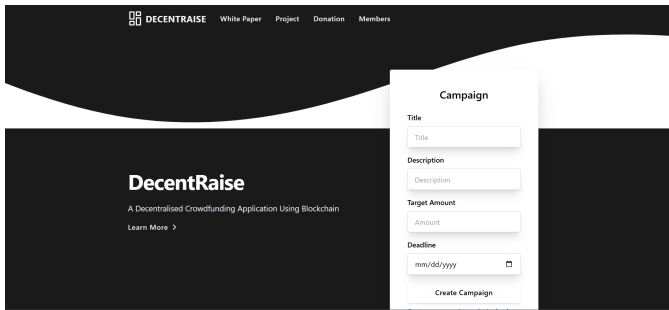 DECENTRAISE White Paper Project Donation Members
Campaign
Title
Title
Description
Description
Target Amount
Amount
Deadline
mm/dd/yyyy
Create Campaign
DecentRaise
A Decentralised Crowdfunding Application Using Blockchain
Learn More >